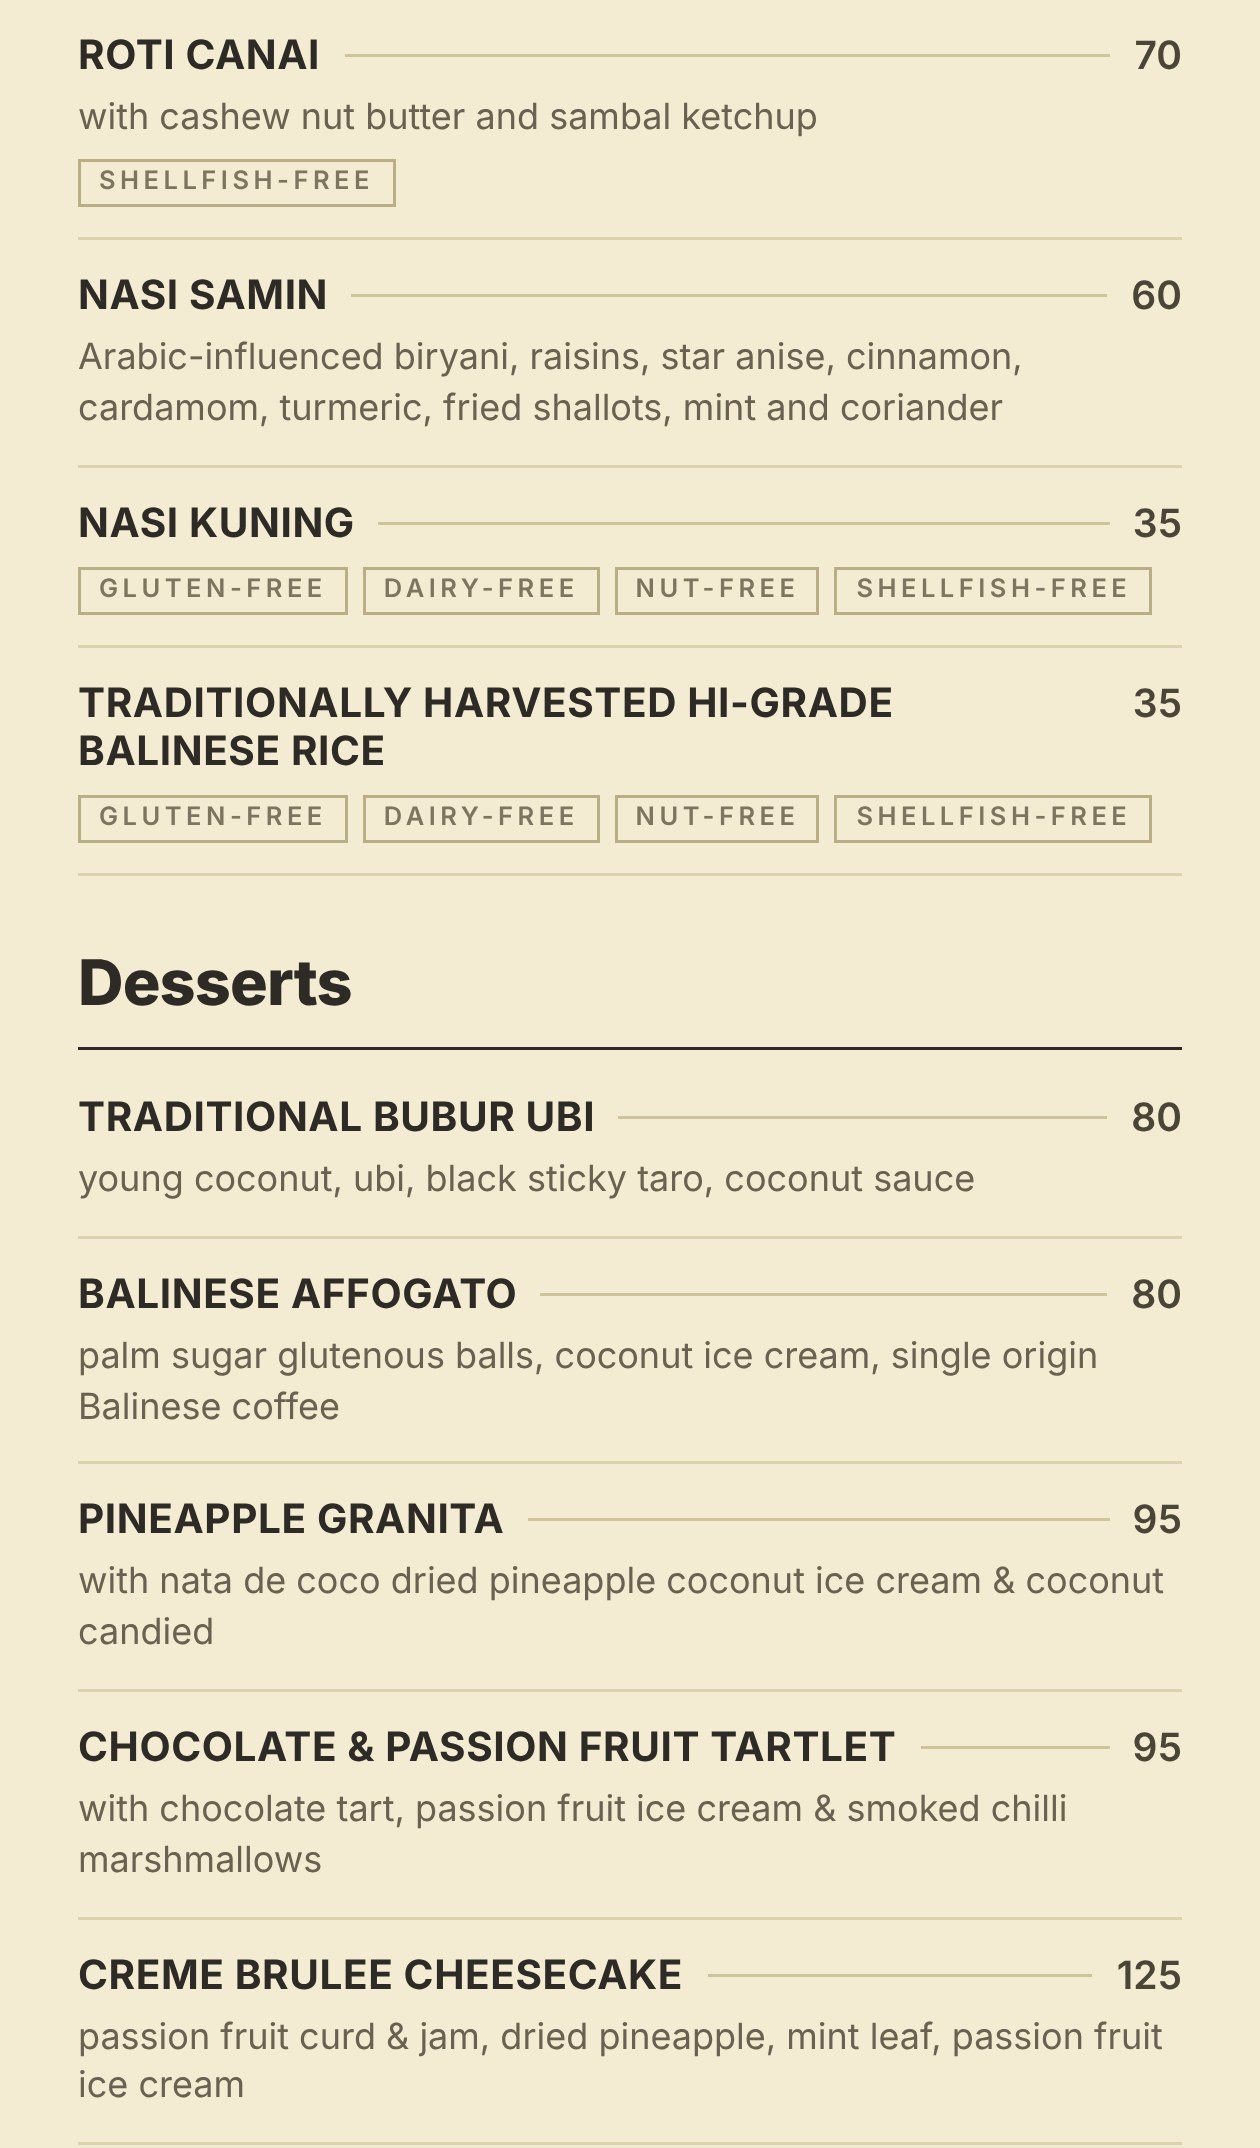 ROTI CANAI 70
with cashew nut butter and sambal ketchup
SHELLFISH-FREE
NASI SAMIN 60
Arabic-influenced biryani, raisins, star anise, cinnamon,
cardamom, turmeric, fried shallots, mint and coriander
NASI KUNING 35
GLUTEN-FREE DAIRY-FREE NUT-FREE SHELLFISH-FREE
TRADITIONALLY HARVESTED HI-GRADE 35
BALINESE RICE
GLUTEN-FREE DAIRY-FREE NUT-FREE SHELLFISH-FREE
Desserts
TRADITIONAL BUBUR UBI 80
young coconut, ubi, black sticky taro, coconut sauce
BALINESE AFFOGATO 80
palm sugar glutenous balls, coconut ice cream, single origin
Balinese coffee
PINEAPPLE GRANITA 95
with nata de coco dried pineapple coconut ice cream & coconut
candied
CHOCOLATE & PASSION FRUIT TARTLET 95
with chocolate tart, passion fruit ice cream & smoked chilli
marshmallows
CREME BRULEE CHEESECAKE 125
passion fruit curd & jam, dried pineapple, mint leaf, passion fruit
ice cream